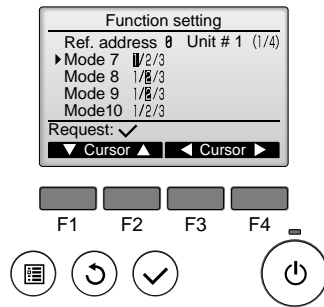 Function setting
Ref. address 0 Unit # 1 (1/4)
Mode 7 1/2/3
Mode 8 1/2/3
Mode 9 1/2/3
Mode10 1/2/3
Request:
Cursor Cursor
F1 F2 F3 F4